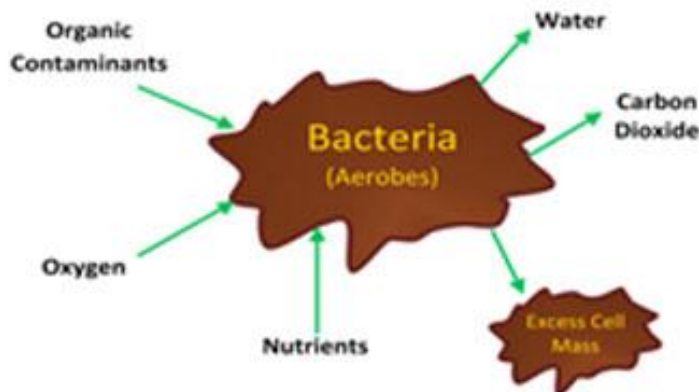 Organic
Contaminants
Water
Carbon
Dioxide
Bacteria
(Aerobes)
Oxygen
Nutrients
Excess Cell
Mass